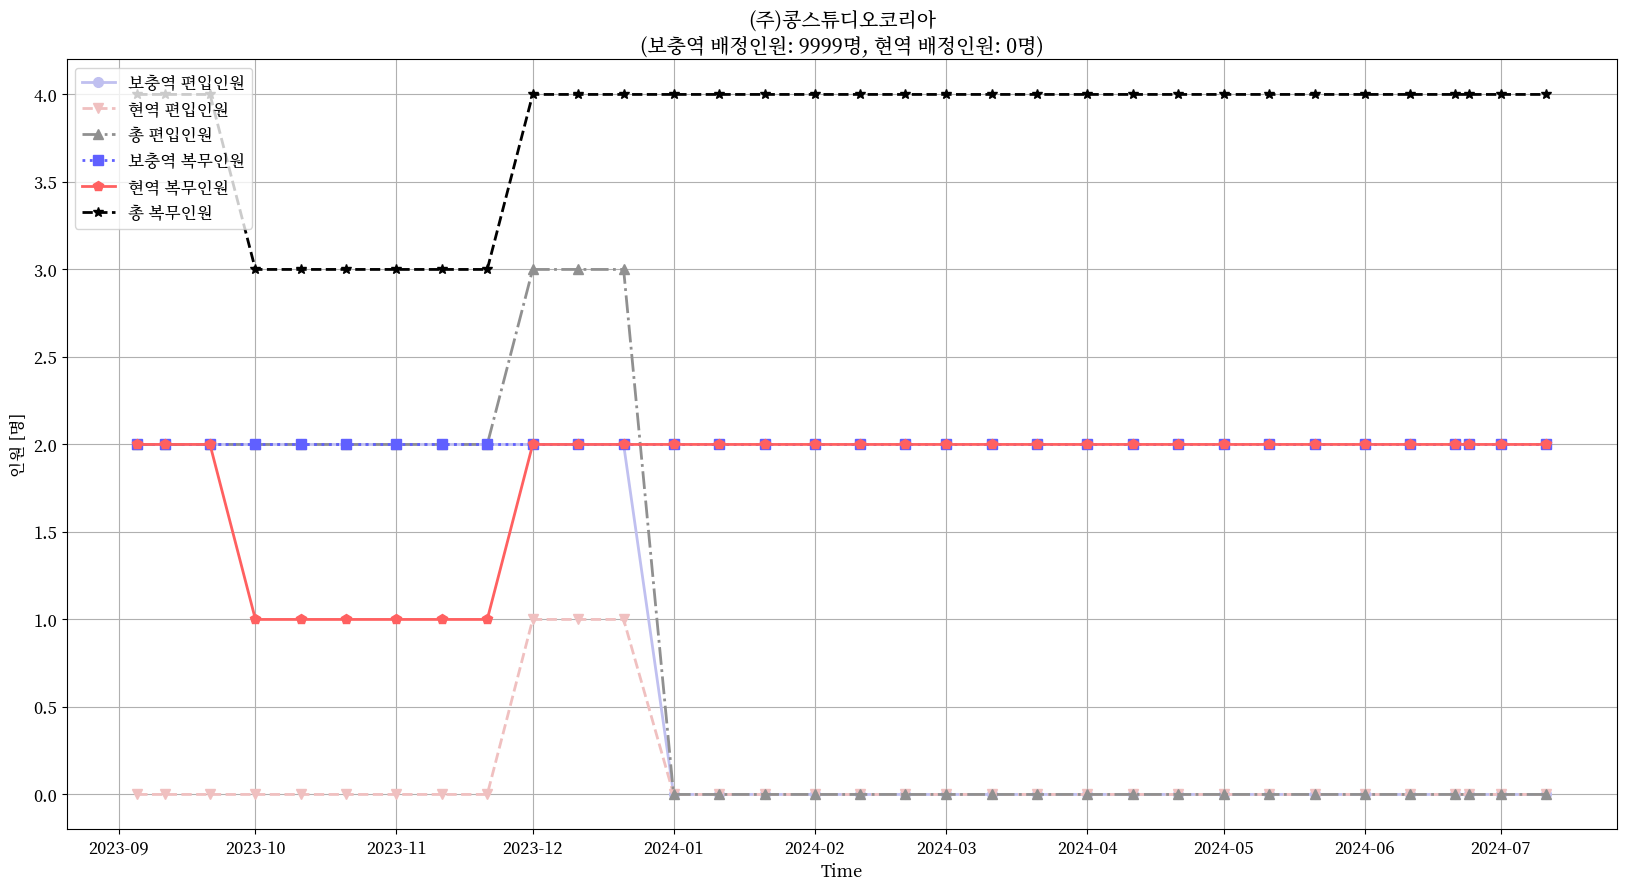 (주)콩스튜디오코리아
(보충역 배정인원: 9999명, 현역 배정인원: 0명)
보충역 편입인원
현역 편입인원
총 편입인원
보충역 복무인원
현역 복무인원
총 복무인원
4.0
3.5
3.0
2.5
2.0
1.5
1.0
0.5
0.0
인원 [명]
2023-09 2023-10 2023-11 2023-12 2024-01 2024-02 2024-03 2024-04 2024-05 2024-06 2024-07
Time